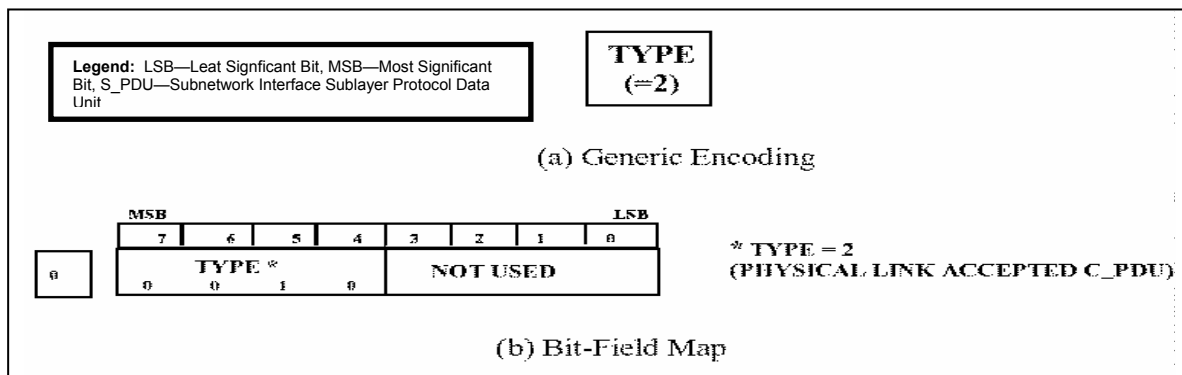 Legend: LSB—Leat Signficant Bit, MSB—Most Significant
Bit, S_PDU—Subnetwork Interface Sublayer Protocol Data
Unit
TYPE
(=2)
(a) Generic Encoding
MSB LSB
7 6 5 4 3 2 1 0
0 TYPE * NOT USED
0 0 1 0
* TYPE = 2
(PHYSICAL LINK ACCEPTED C_PDU)
(b) Bit-Field Map